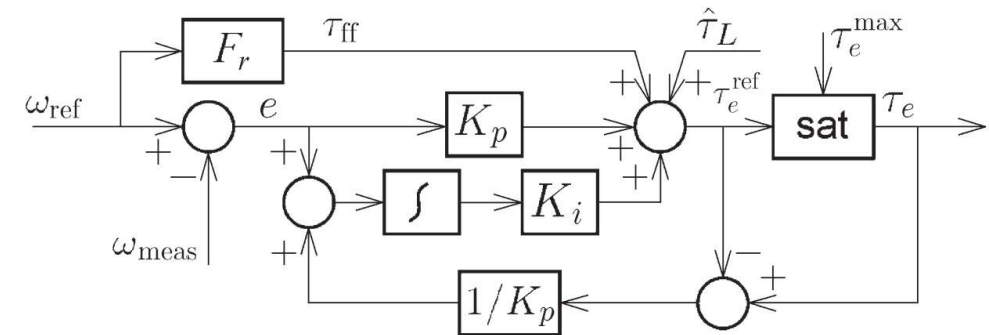 F_r
τ_ff
τ̂_L
τ_e^max
ω_ref
e
K_p
τ_e^ref
sat
τ_e
+
−
+
+
+
+
+
∫
K_i
ω_meas
+
1/K_p
−
+